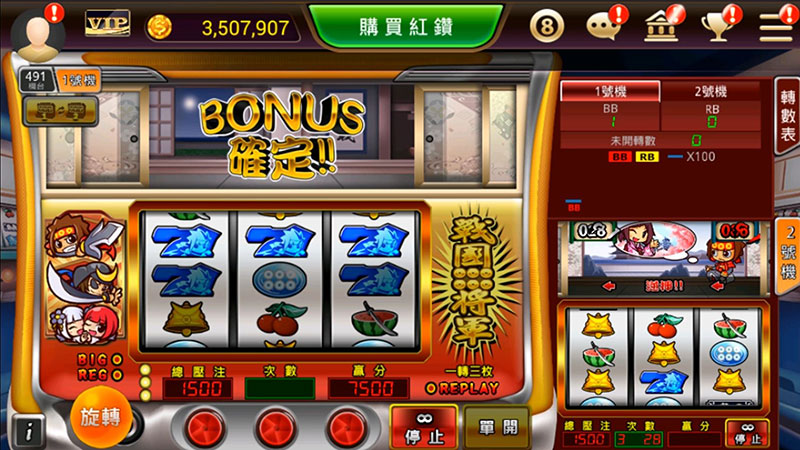 VIP
3,507,907
購買紅鑽
8
!
!
!
!
!
491
機台
1號機
BONUS
確定!!
戰國將軍
BIG
REG
總壓注
次數
贏分
一轉三枚
1500
7500
REPLAY
i
旋轉
∞
停止
單開
1號機
2號機
BB
RB
1
0
未開轉數
0
BB
RB
X100
BB
轉數表
2號機
028
總壓注
次數
贏分
1500
3
28
∞
停止